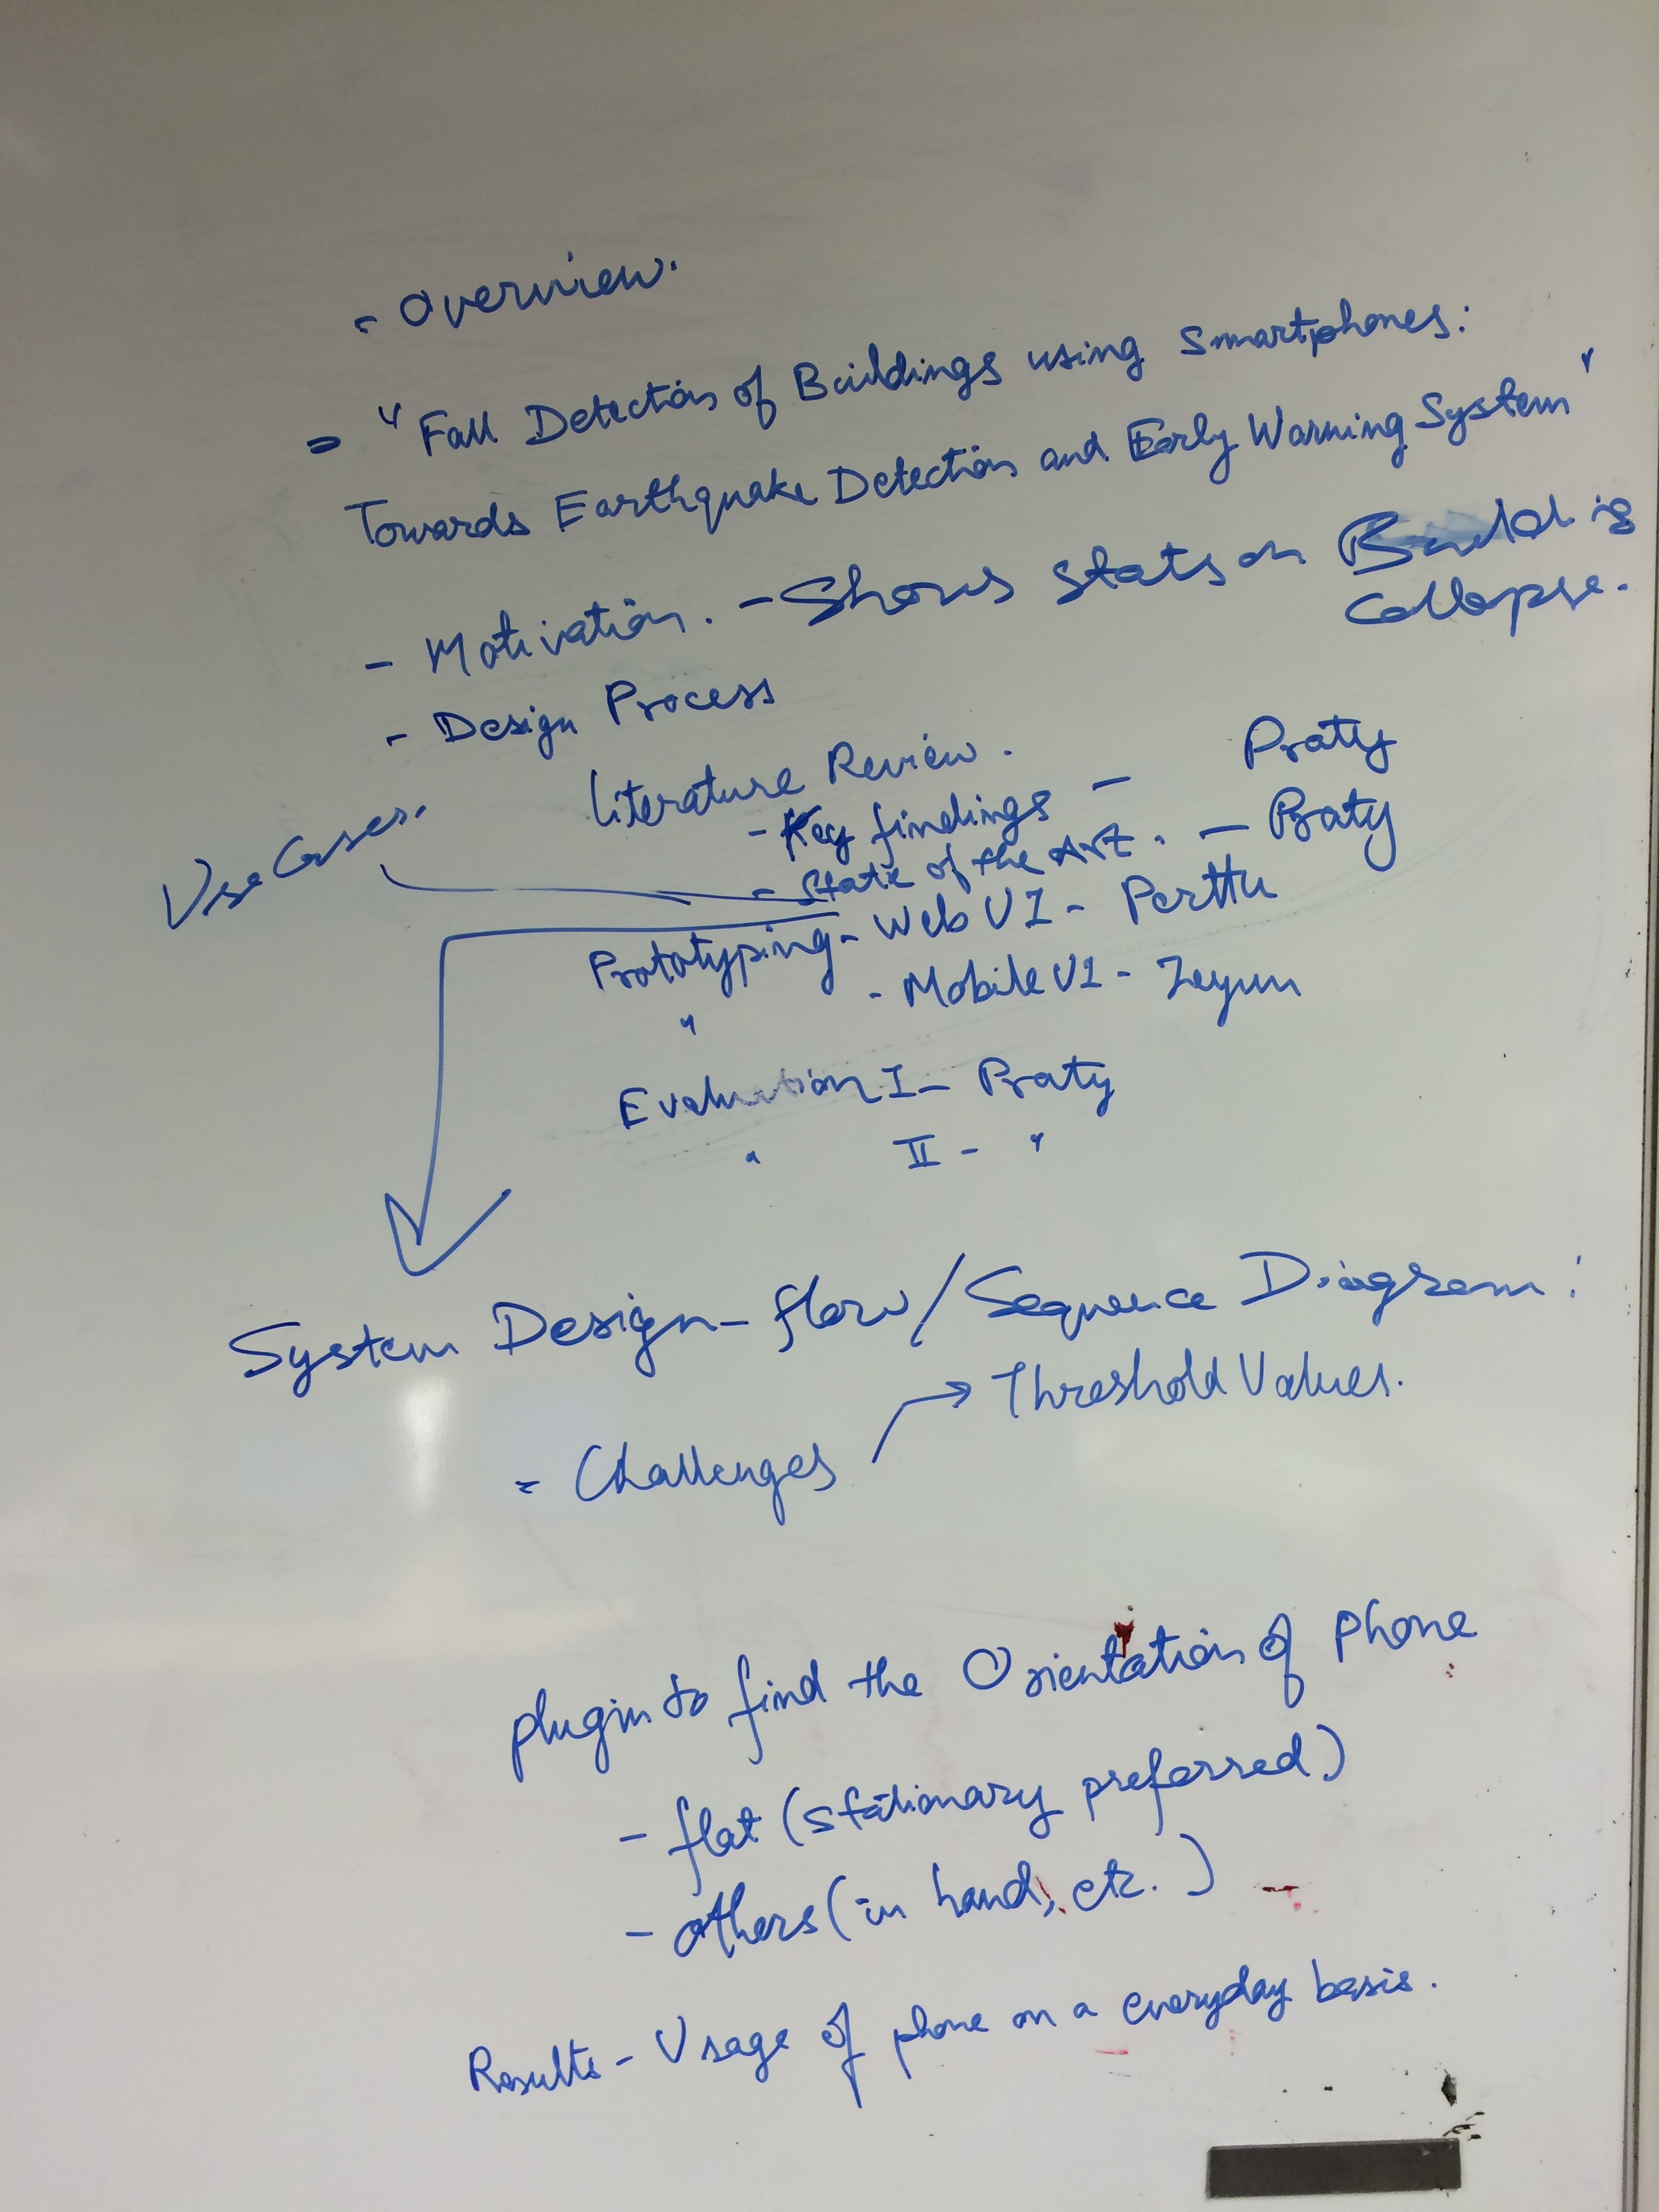 - Overview.
- "Fall Detection of Buildings using Smartphones:
Towards Earthquake Detection and Early Warning System"
- Motivation. - Shows stats on Building
collapse.
- Design Process
Literature Review.
- Key findings - Praty
- State of the Art. - Praty
Use Cases.
Prototyping - Web V1 - Perttu
" - Mobile V1 - Zeyun
Evaluation I - Praty
" II - "
System Design - flow/Sequence Diagram:
- Challenges → Threshold Values.
plugin to find the Orientation of phone
- flat (stationary preferred)
- others (in hand, etc.)
Results - Usage of phone on a everyday basis.